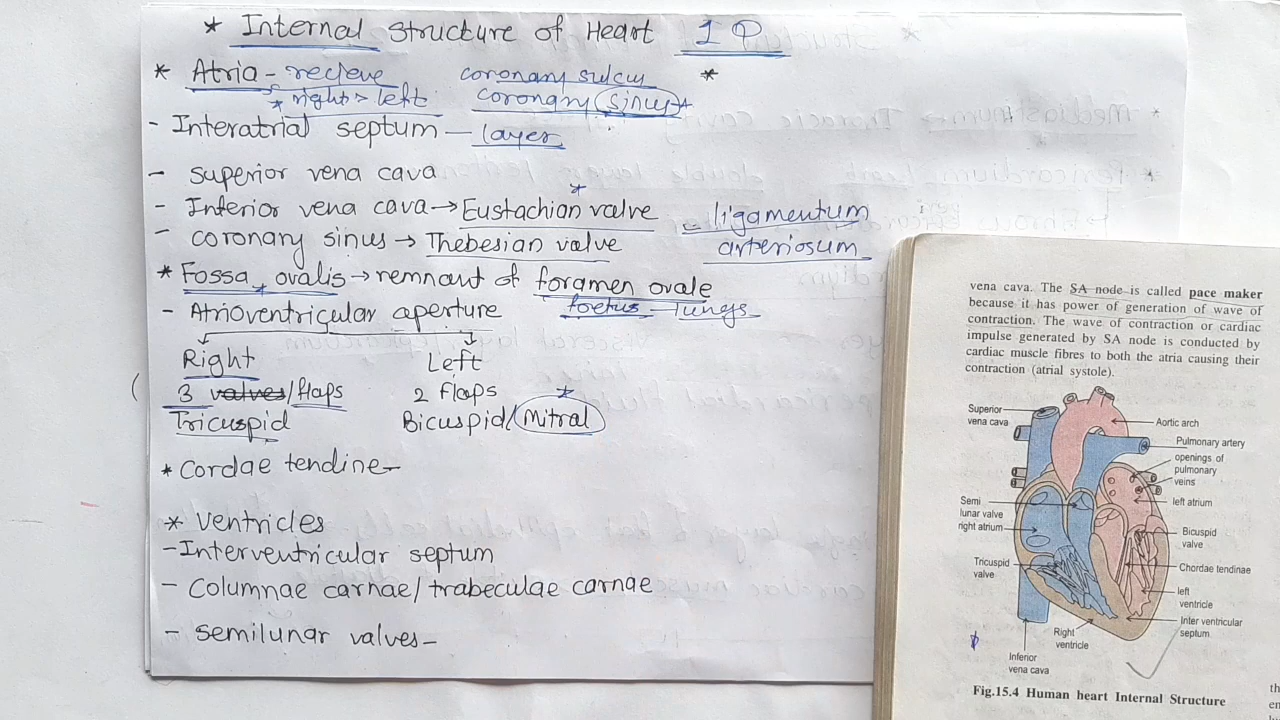 * Internal structure of Heart 1 Φ
* Atria - recieve
* right > left
coronary sulcus *
coronary sinus *
- Interatrial septum — layer
- superior vena cava
- Inferior vena cava → Eustachian valve *
- coronary sinus → Thebesian valve
ligamentum
arteriosum
* Fossa ovalis → remnant of foramen ovale
foetus - lungs
- Atrioventricular aperture
Right Left
3 valves/flaps 2 flaps
Tricuspid Bicuspid/Mitral *
* Cordae tendine -
* Ventricles
- Interventricular septum
- Columnae carnae/trabeculae carnae
- semilunar valves -
vena cava. The SA node is called pace maker
because it has power of generation of wave of
contraction. The wave of contraction or cardiac
impulse generated by SA node is conducted by
cardiac muscle fibres to both the atria causing their
contraction (atrial systole).
Superior
vena cava
Aortic arch
Pulmonary artery
openings of
pulmonary
veins
left atrium
Semi
lunar valve
right atrium
Bicuspid
valve
Tricuspid
valve
Chordae tendinae
left
ventricle
Inter ventricular
septum
Right
ventricle
Inferior
vena cava
Fig.15.4 Human heart Internal Structure